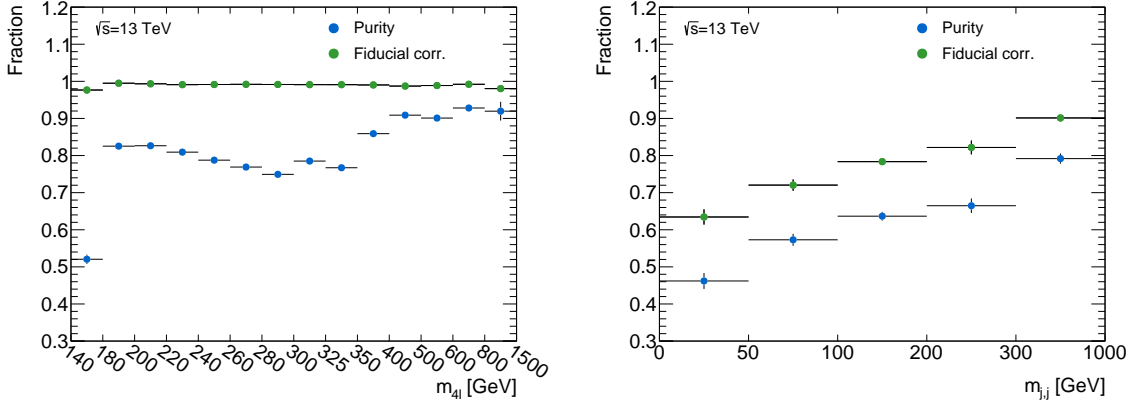 Fraction
1.2
1.1
1
0.9
0.8
0.7
0.6
0.5
0.4
0.3
√s=13 TeV
Purity
Fiducial corr.
140 180 200 220 240 260 280 300 325 350 400 500 600 800 1500
m4l [GeV]
Fraction
1.2
1.1
1
0.9
0.8
0.7
0.6
0.5
0.4
0.3
√s=13 TeV
Purity
Fiducial corr.
0 50 100 200 300 1000
mj,j [GeV]